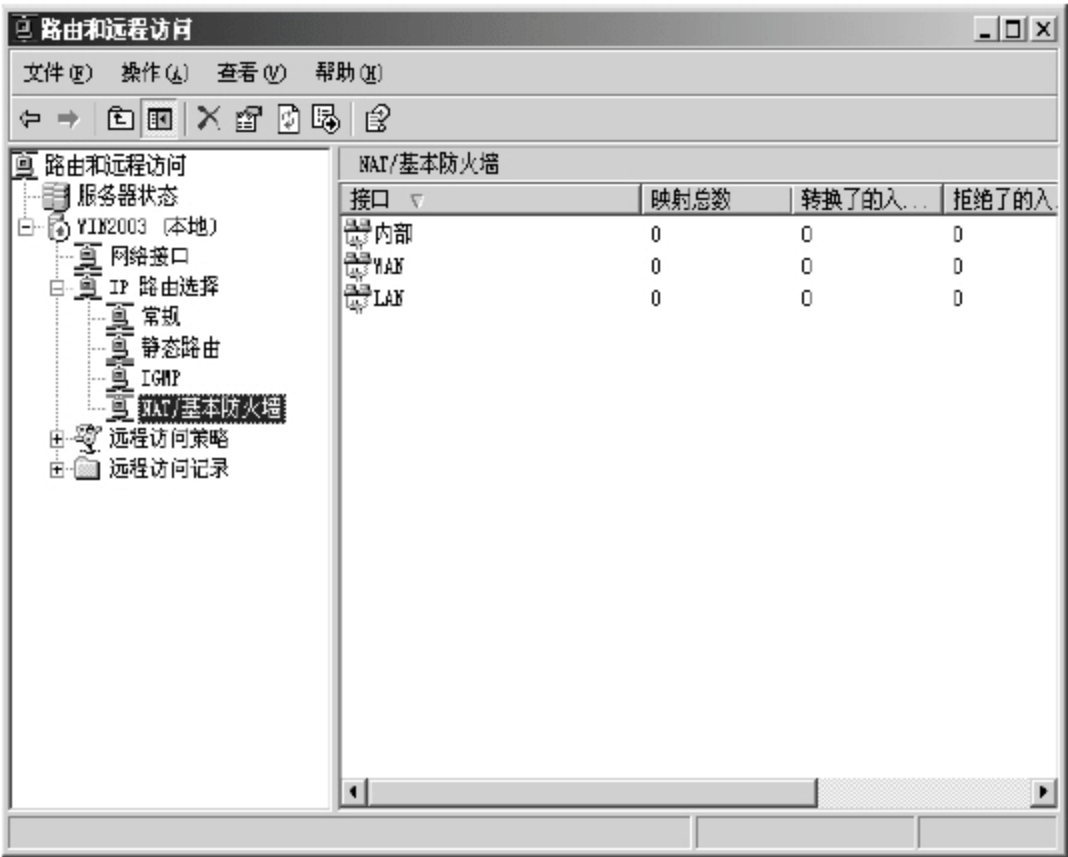 路由和远程访问
文件(F) 操作(A) 查看(V) 帮助(H)
路由和远程访问
服务器状态
YIN2003 (本地)
网络接口
IP 路由选择
常规
静态路由
IGMP
NAT/基本防火墙
远程访问策略
远程访问记录
NAT/基本防火墙
接口 映射总数 转换了的入... 拒绝了的入
内部 0 0 0
WAN 0 0 0
LAN 0 0 0